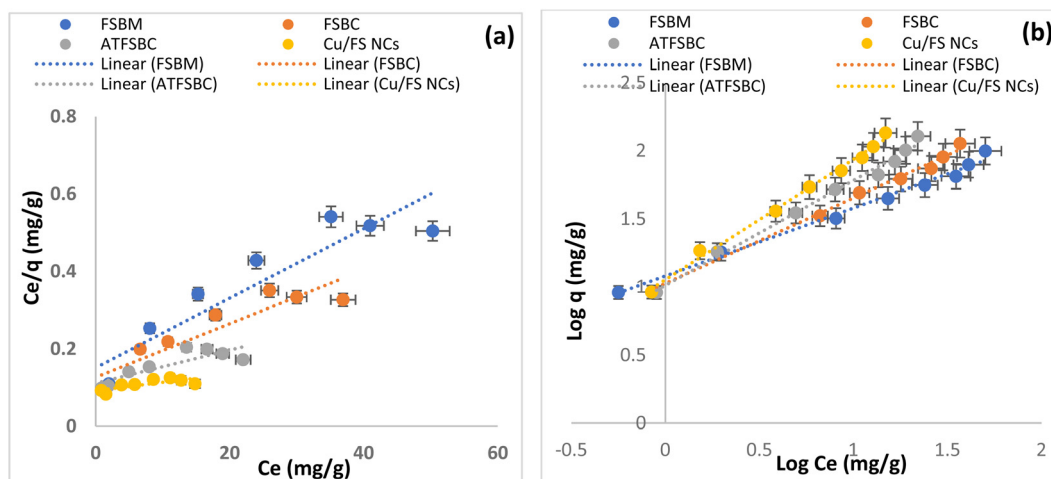 FSBM FSBC
ATFSBC Cu/FS NCs
Linear (FSBM) Linear (FSBC)
Linear (ATFSBC) Linear (Cu/FS NCs)
(a)
0.8
0.6
0.4
0.2
0
Ce/q (mg/g)
0 20 40 60
Ce (mg/g)
FSBM FSBC
ATFSBC Cu/FS NCs
Linear (FSBM) Linear (FSBC)
Linear (ATFSBC) Linear (Cu/FS NCs)
(b)
2.5
2
1.5
1
0.5
0
Log q (mg/g)
-0.5 0 0.5 1 1.5 2
Log Ce (mg/g)